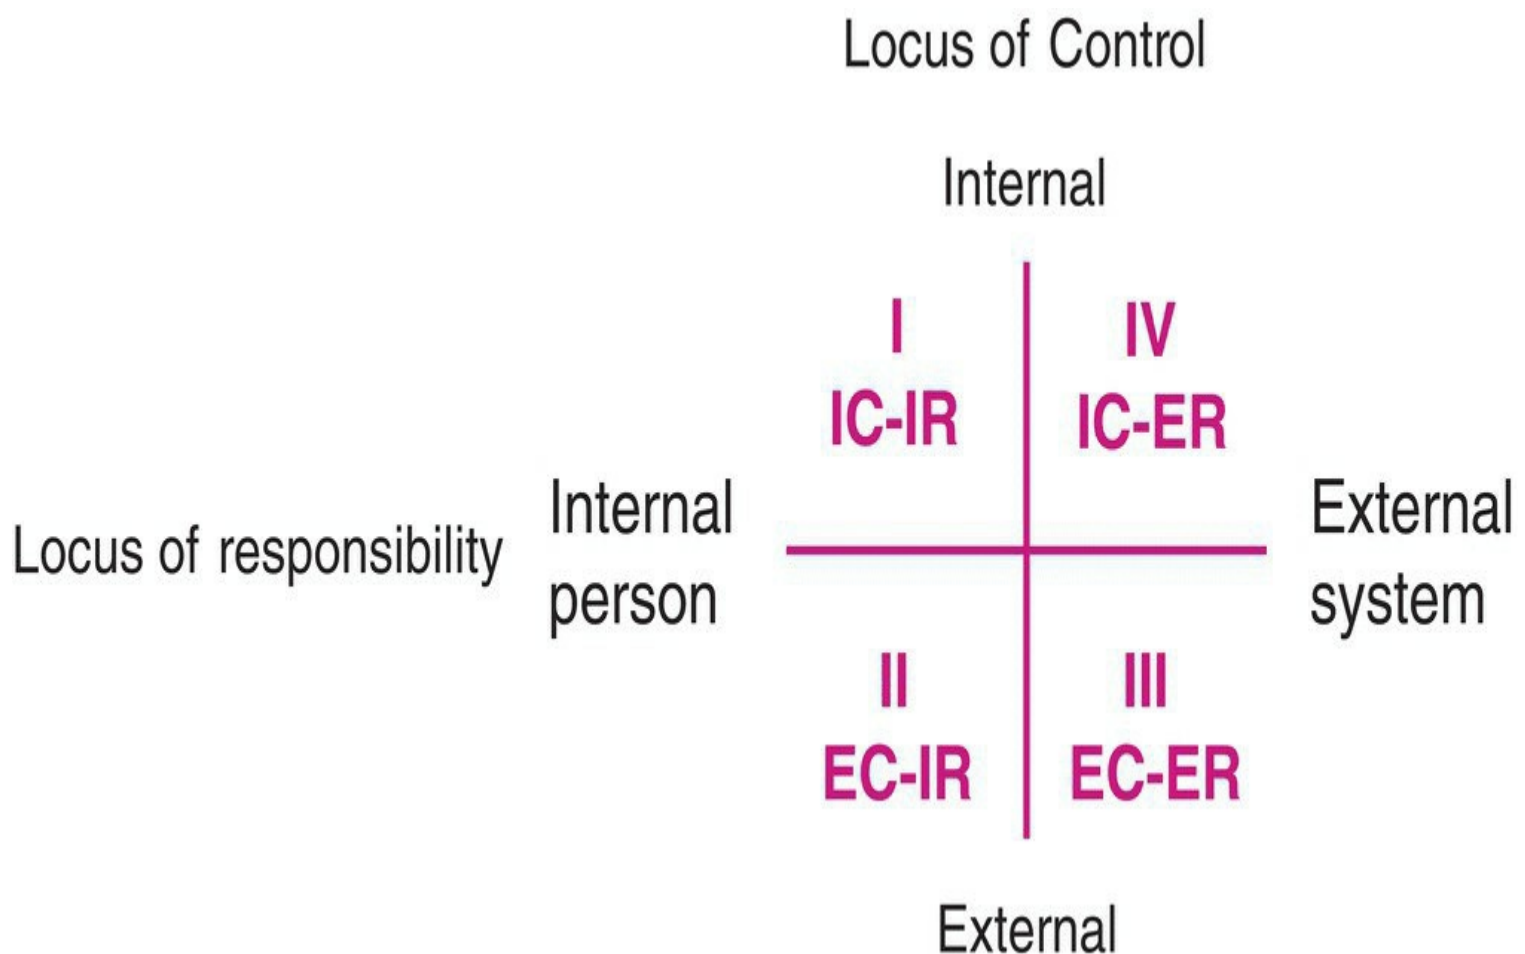 Locus of Control
Internal
I
IV
IC-IR
IC-ER
Locus of responsibility
Internal
person
External
system
II
III
EC-IR
EC-ER
External